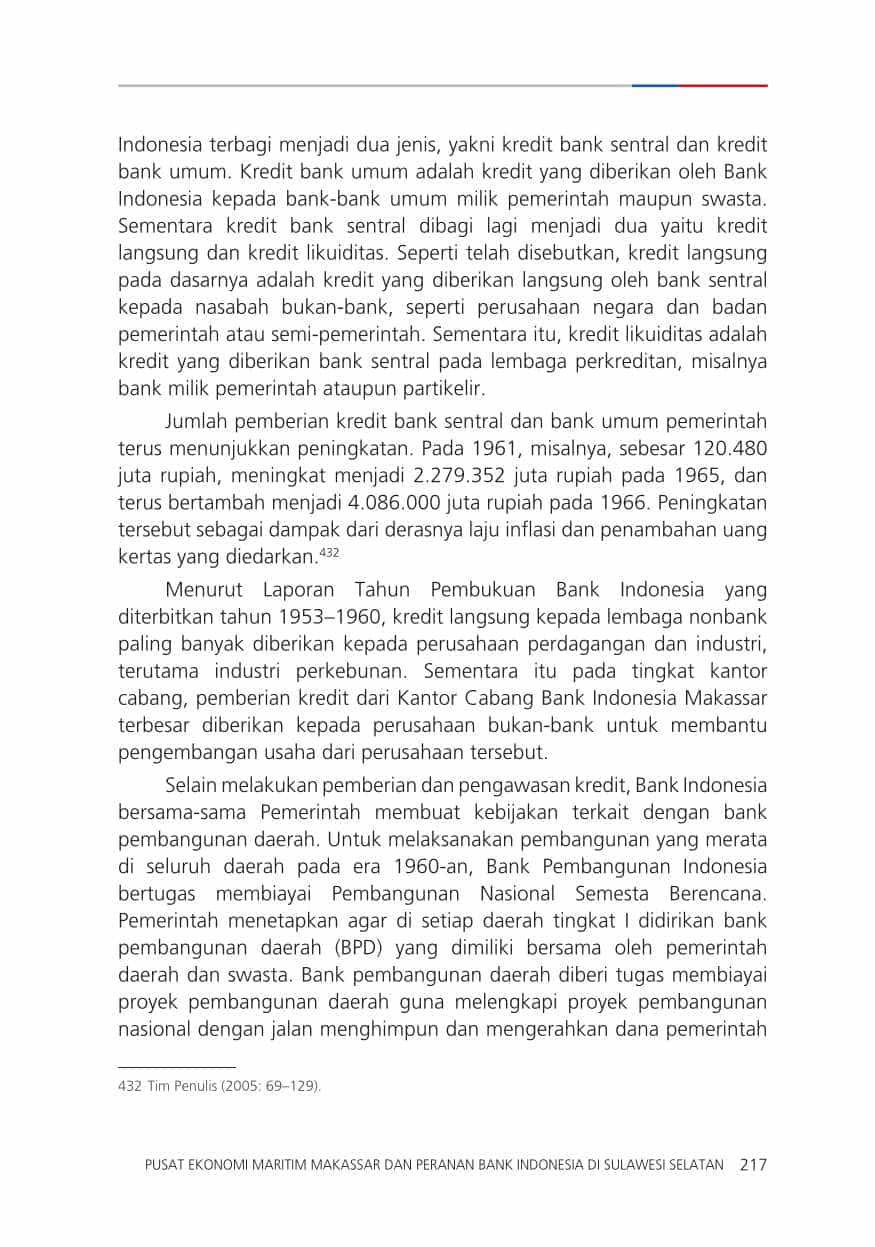 Indonesia terbagi menjadi dua jenis, yakni kredit bank sentral dan kredit
bank umum. Kredit bank umum adalah kredit yang diberikan oleh Bank
Indonesia kepada bank-bank umum milik pemerintah maupun swasta.
Sementara kredit bank sentral dibagi lagi menjadi dua yaitu kredit
langsung dan kredit likuiditas. Seperti telah disebutkan, kredit langsung
pada dasarnya adalah kredit yang diberikan langsung oleh bank sentral
kepada nasabah bukan-bank, seperti perusahaan negara dan badan
pemerintah atau semi-pemerintah. Sementara itu, kredit likuiditas adalah
kredit yang diberikan bank sentral pada lembaga perkreditan, misalnya
bank milik pemerintah ataupun partikelir.
Jumlah pemberian kredit bank sentral dan bank umum pemerintah
terus menunjukkan peningkatan. Pada 1961, misalnya, sebesar 120.480
juta rupiah, meningkat menjadi 2.279.352 juta rupiah pada 1965, dan
terus bertambah menjadi 4.086.000 juta rupiah pada 1966. Peningkatan
tersebut sebagai dampak dari derasnya laju inflasi dan penambahan uang
kertas yang diedarkan.432
Menurut Laporan Tahun Pembukuan Bank Indonesia yang
diterbitkan tahun 1953–1960, kredit langsung kepada lembaga nonbank
paling banyak diberikan kepada perusahaan perdagangan dan industri,
terutama industri perkebunan. Sementara itu pada tingkat kantor
cabang, pemberian kredit dari Kantor Cabang Bank Indonesia Makassar
terbesar diberikan kepada perusahaan bukan-bank untuk membantu
pengembangan usaha dari perusahaan tersebut.
Selain melakukan pemberian dan pengawasan kredit, Bank Indonesia
bersama-sama Pemerintah membuat kebijakan terkait dengan bank
pembangunan daerah. Untuk melaksanakan pembangunan yang merata
di seluruh daerah pada era 1960-an, Bank Pembangunan Indonesia
bertugas membiayai Pembangunan Nasional Semesta Berencana.
Pemerintah menetapkan agar di setiap daerah tingkat I didirikan bank
pembangunan daerah (BPD) yang dimiliki bersama oleh pemerintah
daerah dan swasta. Bank pembangunan daerah diberi tugas membiayai
proyek pembangunan daerah guna melengkapi proyek pembangunan
nasional dengan jalan menghimpun dan mengerahkan dana pemerintah
432 Tim Penulis (2005: 69–129).
PUSAT EKONOMI MARITIM MAKASSAR DAN PERANAN BANK INDONESIA DI SULAWESI SELATAN 217